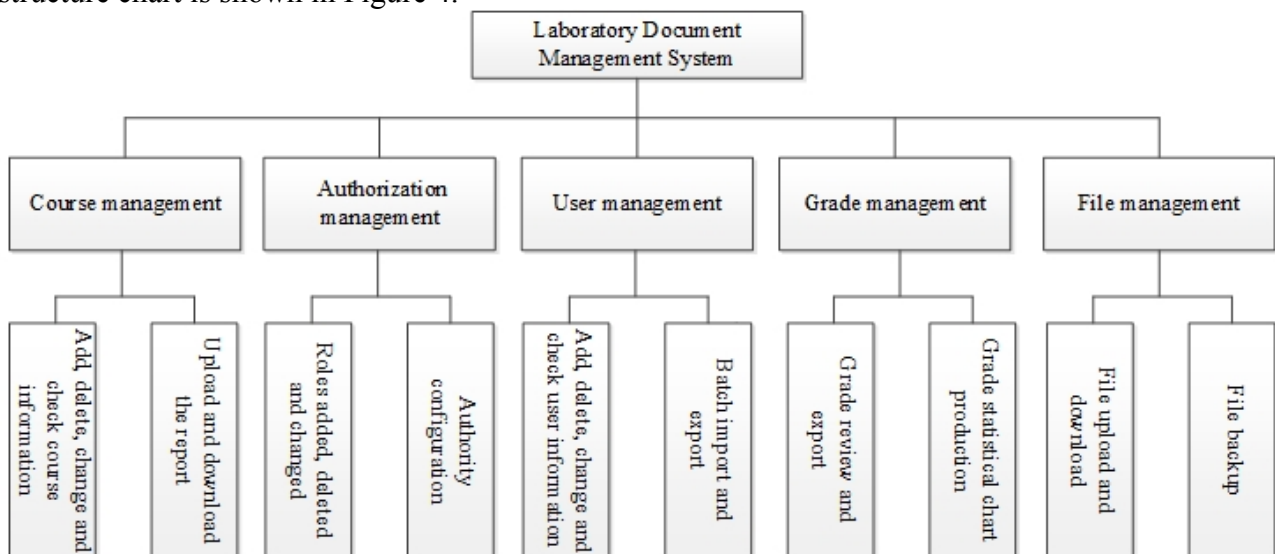 structure chart is shown in Figure 4.
Laboratory Document
Management System
Course management
Authorization
management
User management
Grade management
File management
Add, delete, change and
check course
information
Upload and download
the report
Roles added, deleted
and changed
Authority
configuration
Add, delete, change and
check user information
Batch import and
export
Grade review and
export
Grade statistical chart
production
File upload and
download
File backup